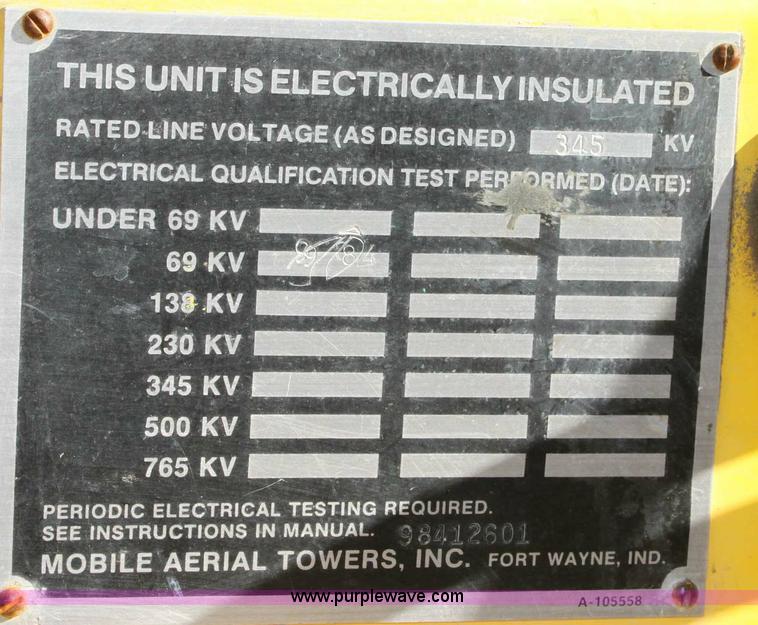 THIS UNIT IS ELECTRICALLY INSULATED
RATED LINE VOLTAGE (AS DESIGNED) 345 KV
ELECTRICAL QUALIFICATION TEST PERFORMED (DATE):
UNDER 69 KV
69 KV
138 KV
230 KV
345 KV
500 KV
765 KV
PERIODIC ELECTRICAL TESTING REQUIRED.
SEE INSTRUCTIONS IN MANUAL. 98412601
MOBILE AERIAL TOWERS, INC. FORT WAYNE, IND.
www.purplewave.com
A-105558